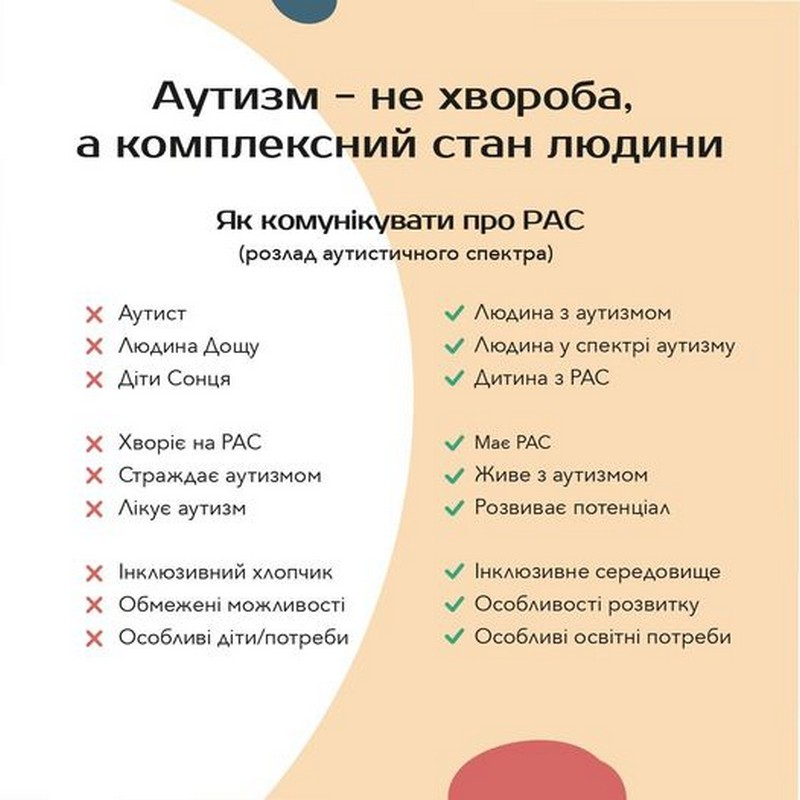 Аутизм – не хвороба,
а комплексний стан людини
Як комунікувати про РАС
(розлад аутистичного спектра)
Аутист
Людина Дощу
Діти Сонця
Хворіє на РАС
Страждає аутизмом
Лікує аутизм
Інклюзивний хлопчик
Обмежені можливості
Особливі діти/потреби
Людина з аутизмом
Людина у спектрі аутизму
Дитина з РАС
Має РАС
Живе з аутизмом
Розвиває потенціал
Інклюзивне середовище
Особливості розвитку
Особливі освітні потреби